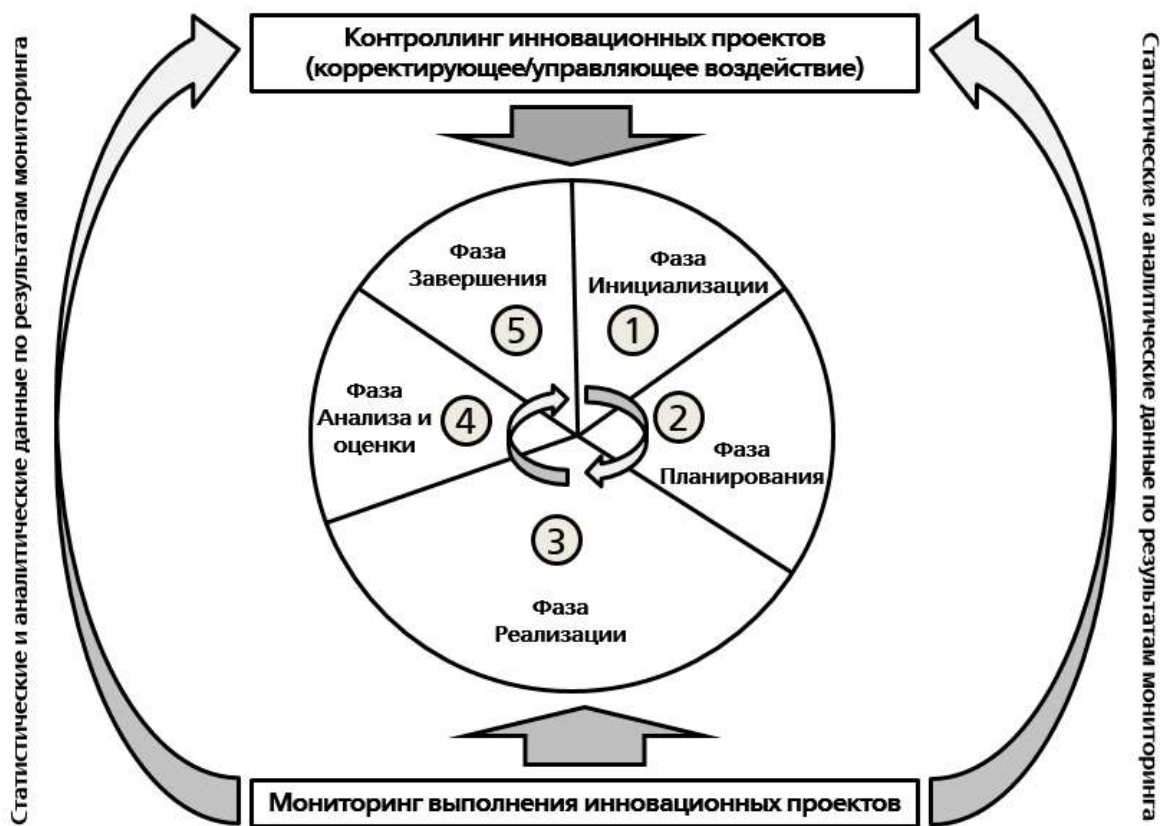 Контроллинг инновационных проектов
(корректирующее/управляющее воздействие)
Статистические и аналитические данные по результатам мониторинга
Фаза
Инициализации
1
2
Фаза
Планирования
3
Фаза
Реализации
Фаза
Анализа и
оценки
4
Фаза
Завершения
5
Статистические и аналитические данные по результатам мониторинга
Мониторинг выполнения инновационных проектов